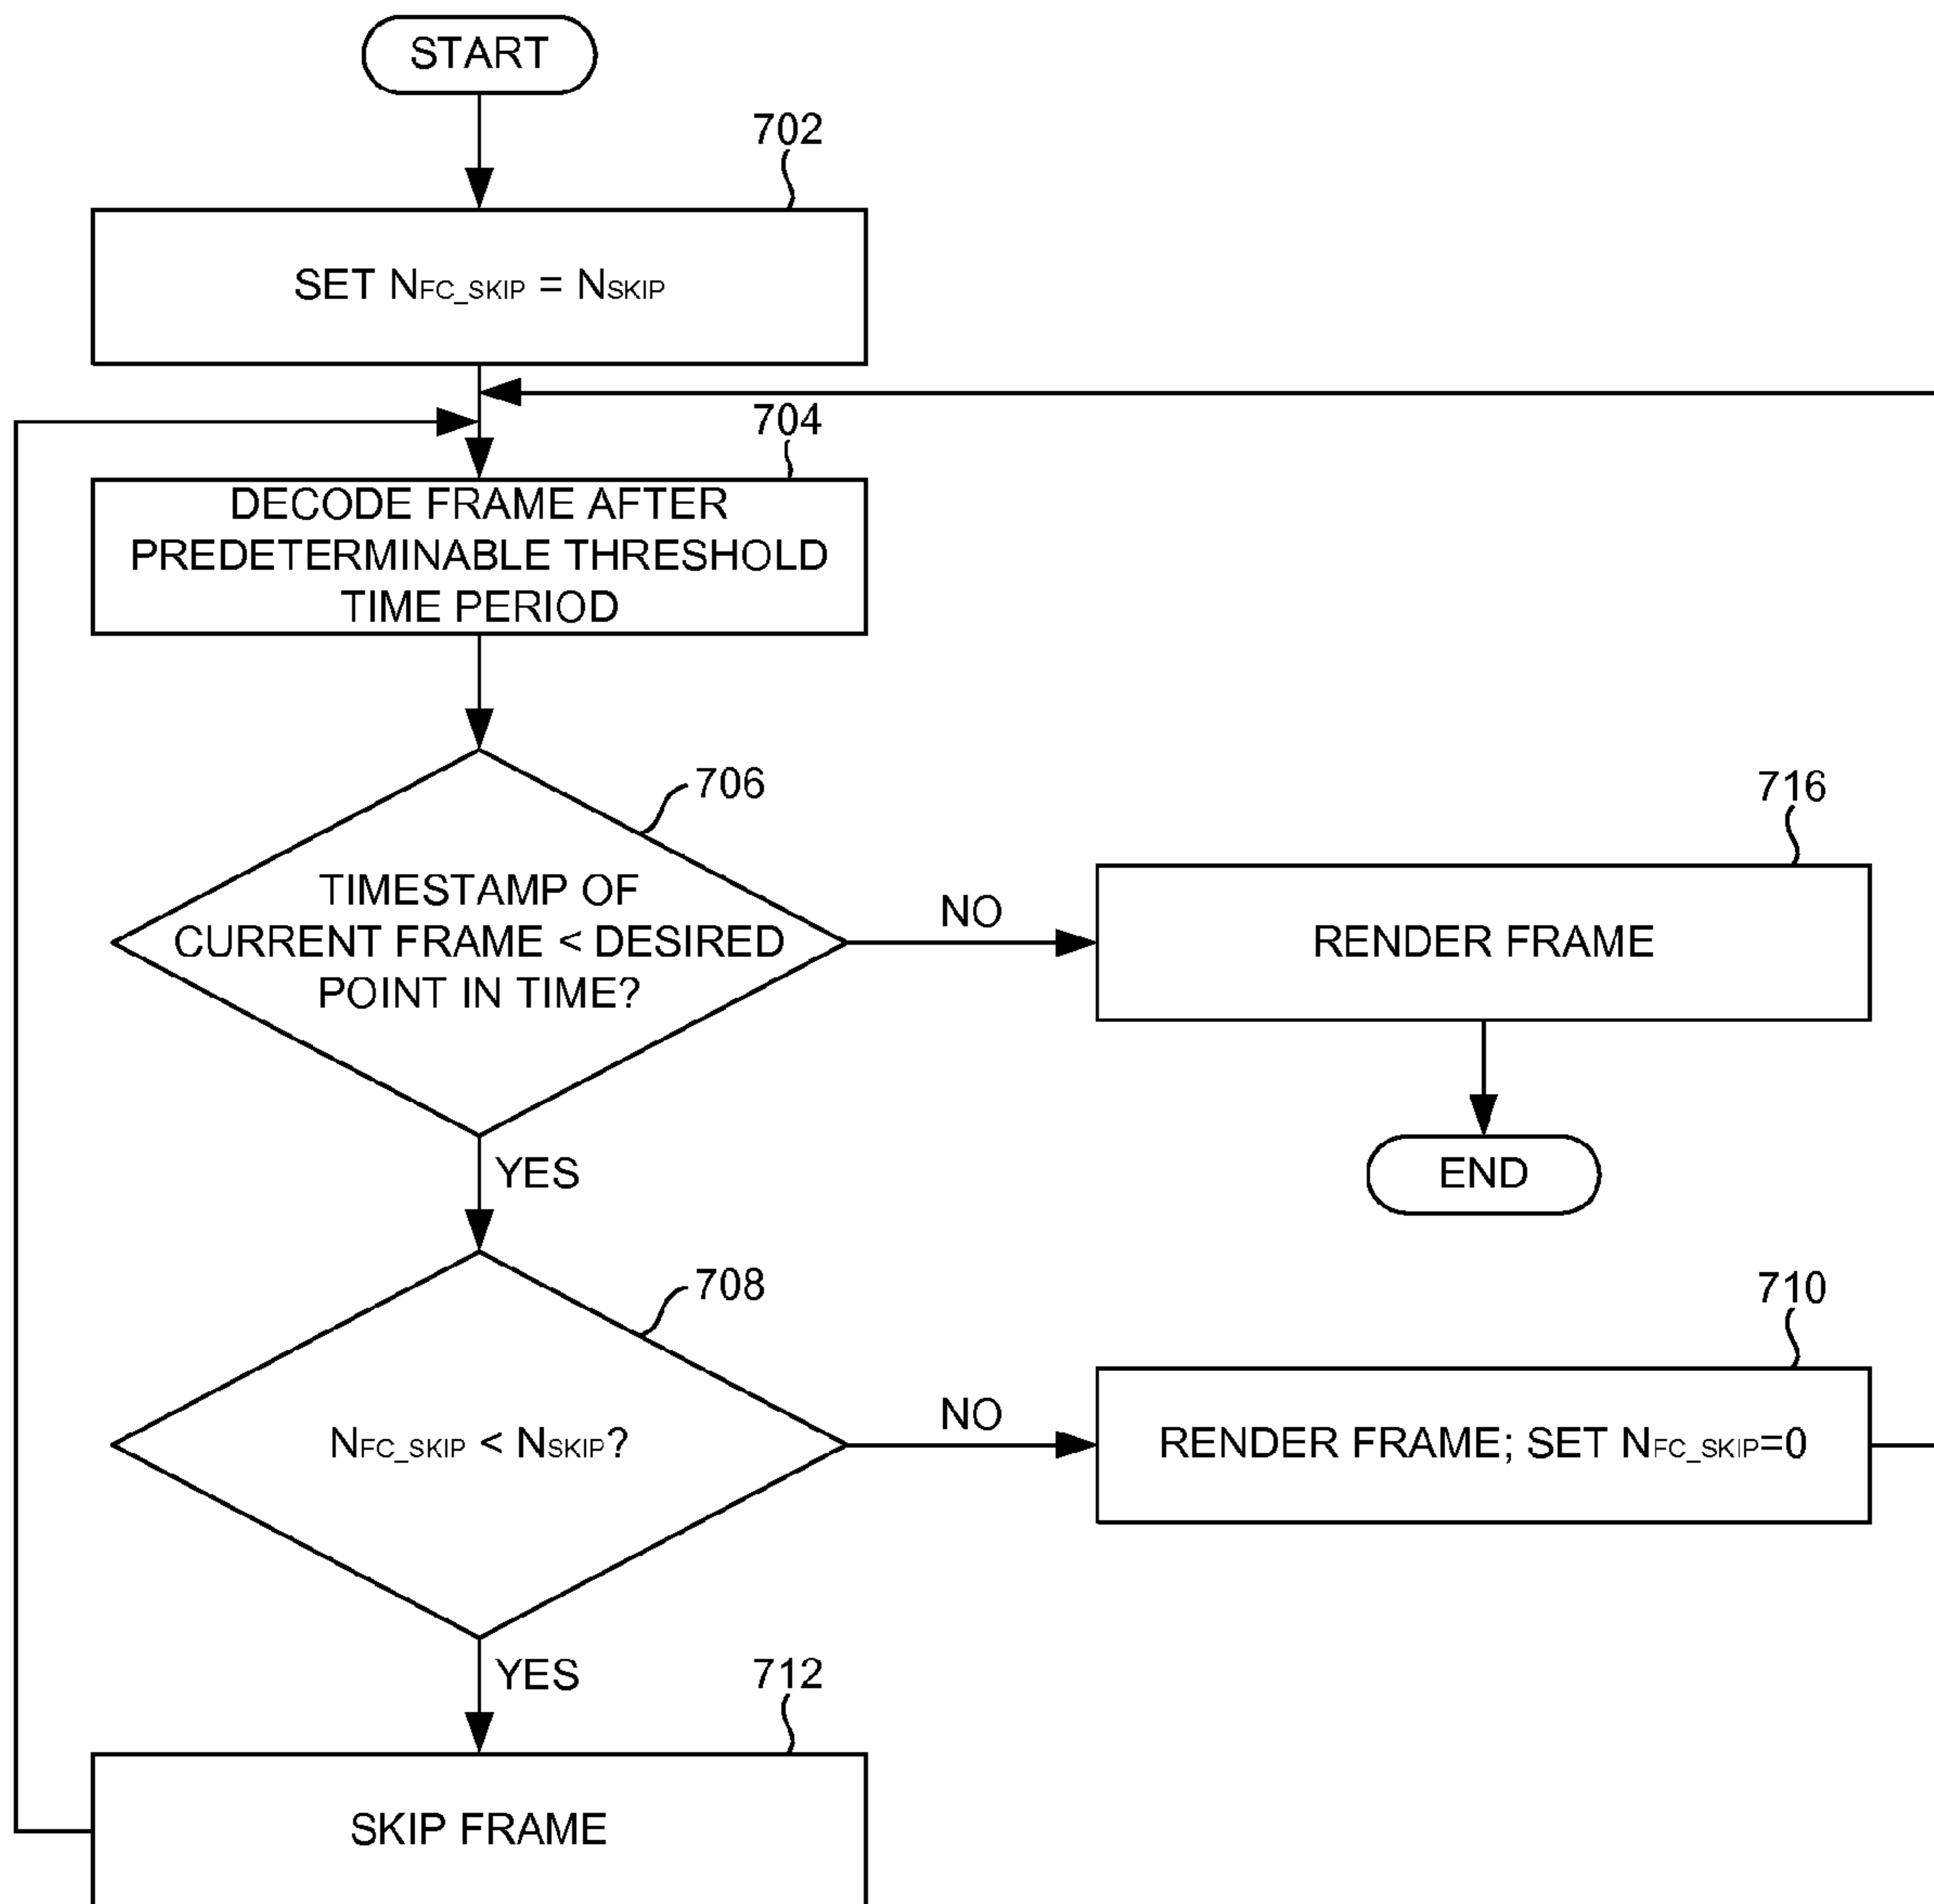 START
702
SET NFC_SKIP = NSKIP
704
DECODE FRAME AFTER
PREDETERMINABLE THRESHOLD
TIME PERIOD
706
TIMESTAMP OF
CURRENT FRAME < DESIRED
POINT IN TIME?
NO
716
RENDER FRAME
END
YES
708
NFC_SKIP < NSKIP?
NO
710
RENDER FRAME; SET NFC_SKIP=0
YES
712
SKIP FRAME